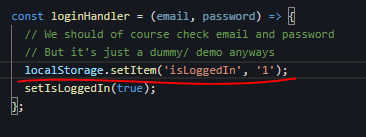 const loginHandler = (email, password) => {
// We should of course check email and password
// But it's just a dummy/ demo anyways
localStorage.setItem('isLoggedIn', '1');
setIsLoggedIn(true);
};